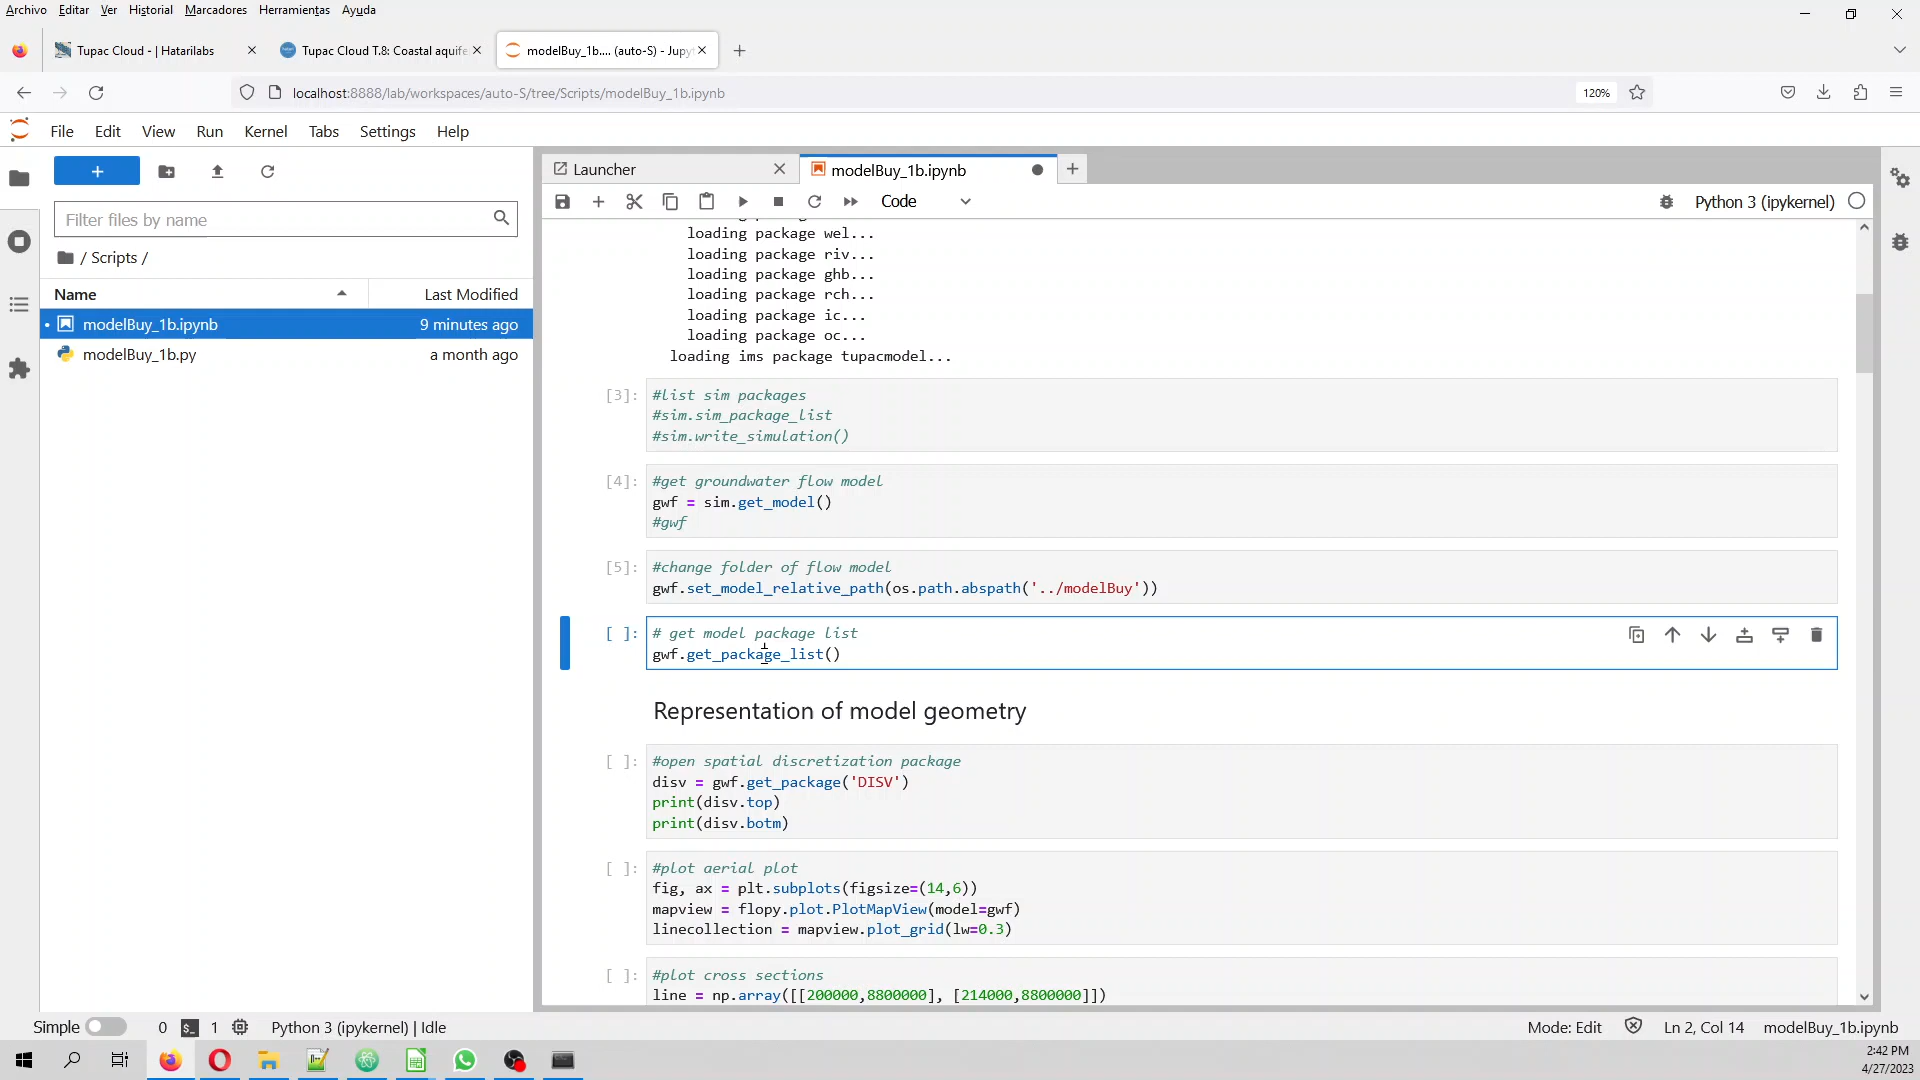 Archivo Editar Ver Historial Marcadores Herramientas Ayuda
Tupac Cloud - | Hatarilabs
Tupac Cloud T.8: Coastal aquife
modelBuy_1b.... (auto-S) - Jupy
localhost:8888/lab/workspaces/auto-S/tree/Scripts/modelBuy_1b.ipynb
120%
File Edit View Run Kernel Tabs Settings Help
Filter files by name
/ Scripts /
Name Last Modified
modelBuy_1b.ipynb 9 minutes ago
modelBuy_1b.py a month ago
Launcher
modelBuy_1b.ipynb
Code
Python 3 (ipykernel)
loading package wel...
loading package riv...
loading package ghb...
loading package rch...
loading package ic...
loading package oc...
loading ims package tupacmodel...
[3]: #list sim packages
#sim.sim_package_list
#sim.write_simulation()
[4]: #get groundwater flow model
gwf = sim.get_model()
#gwf
[5]: #change folder of flow model
gwf.set_model_relative_path(os.path.abspath('../modelBuy'))
[ ]: # get model package list
gwf.get_package_list()
Representation of model geometry
[ ]: #open spatial discretization package
disv = gwf.get_package('DISV')
print(disv.top)
print(disv.botm)
[ ]: #plot aerial plot
fig, ax = plt.subplots(figsize=(14,6))
mapview = flopy.plot.PlotMapView(model=gwf)
linecollection = mapview.plot_grid(lw=0.3)
[ ]: #plot cross sections
line = np.array([[200000,8800000], [214000,8800000]])
Simple 0 1 Python 3 (ipykernel) | Idle
Mode: Edit Ln 2, Col 14 modelBuy_1b.ipynb
2:42 PM
4/27/2023